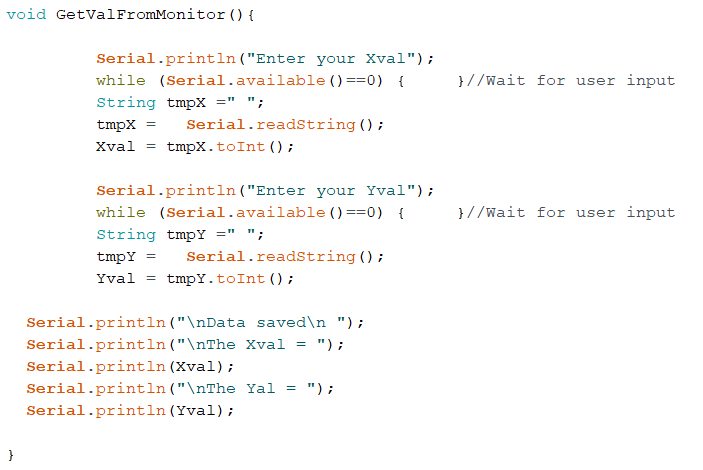 void GetValFromMonitor(){
Serial.println("Enter your Xval");
while (Serial.available()==0) {     }//Wait for user input
String tmpX =" ";
tmpX =   Serial.readString();
Xval = tmpX.toInt();
Serial.println("Enter your Yval");
while (Serial.available()==0) {     }//Wait for user input
String tmpY =" ";
tmpY =   Serial.readString();
Yval = tmpY.toInt();
Serial.println("\nData saved\n ");
Serial.println("\nThe Xval = ");
Serial.println(Xval);
Serial.println("\nThe Yal = ");
Serial.println(Yval);
}